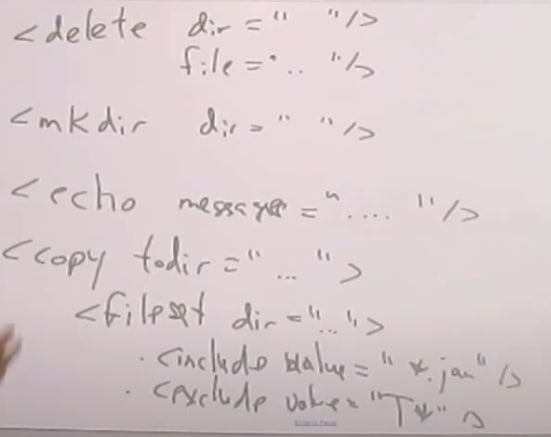 <delete dir=" "/>
file=".. "/>
<mkdir dir=" "/>
<echo message=".... "/>
<copy todir="... ">
<fileset dir="...">
. <include value=" *.jar" />
. <exclude value="T*" />